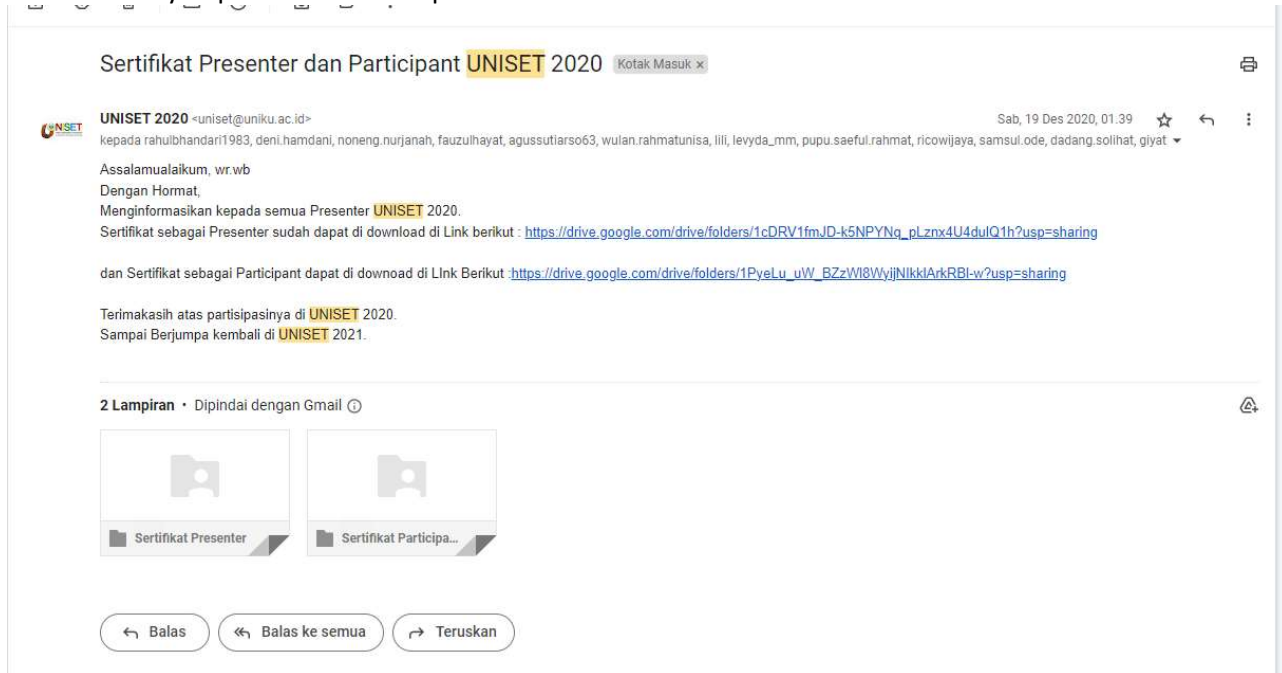 Sertifikat Presenter dan Participant UNISET 2020 Kotak Masuk x
UNISET
UNISET 2020 <uniset@uniku.ac.id> Sab, 19 Des 2020, 01.39
kepada rahulbhandari1983, deni.hamdani, noneng.nurjanah, fauzulhayat, agussutiarso63, wulan.rahmatunisa, lili, levyda_mm, pupu.saeful.rahmat, ricowijaya, samsul.ode, dadang.solihat, giyat
Assalamualaikum, wr.wb
Dengan Hormat,
Menginformasikan kepada semua Presenter UNISET 2020.
Sertifikat sebagai Presenter sudah dapat di download di Link berikut : https://drive.google.com/drive/folders/1cDRV1fmJD-k5NPYNq_pLznx4U4dulQ1h?usp=sharing
dan Sertifikat sebagai Participant dapat di downoad di LInk Berikut :https://drive.google.com/drive/folders/1PyeLu_uW_BZzWI8WyijNIkklArkRBl-w?usp=sharing
Terimakasih atas partisipasinya di UNISET 2020.
Sampai Berjumpa kembali di UNISET 2021.
2 Lampiran • Dipindai dengan Gmail
Sertifikat Presenter
Sertifikat Participa...
Balas
Balas ke semua
Teruskan